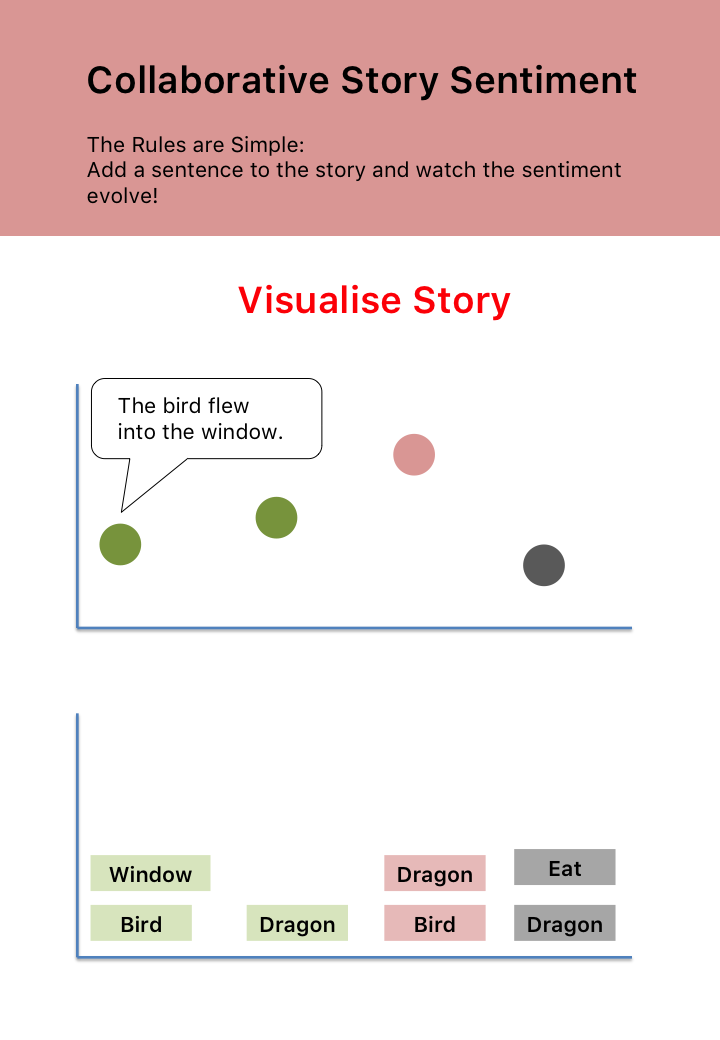 Collaborative Story Sentiment
The Rules are Simple:
Add a sentence to the story and watch the sentiment
evolve!
Visualise Story
The bird flew
into the window.
Window
Dragon
Eat
Bird
Dragon
Bird
Dragon